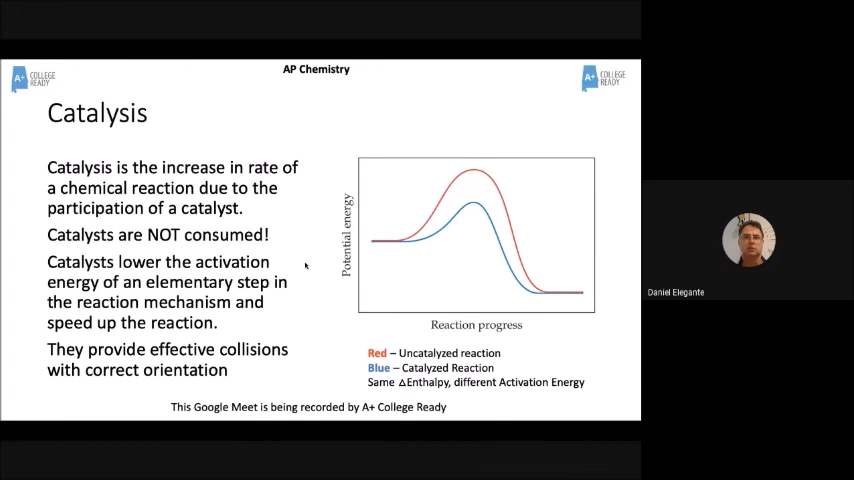 AP Chemistry
A+ COLLEGE
READY
A+ COLLEGE
READY
Catalysis
Catalysis is the increase in rate of
a chemical reaction due to the
participation of a catalyst.
Catalysts are NOT consumed!
Catalysts lower the activation
energy of an elementary step in
the reaction mechanism and
speed up the reaction.
They provide effective collisions
with correct orientation
Potential energy
Reaction progress
Red – Uncatalyzed reaction
Blue – Catalyzed Reaction
Same △Enthalpy, different Activation Energy
This Google Meet is being recorded by A+ College Ready
Daniel Elegante